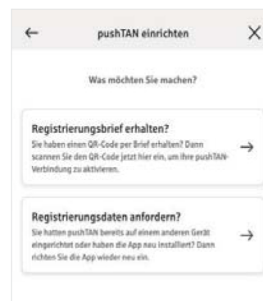 pushTAN einrichten
Was möchten Sie machen?
Registrierungsbrief erhalten?
Sie haben einen QR-Code per Brief erhalten? Dann
scannen Sie den QR-Code jetzt hier ein, um Ihre pushTAN-
Verbindung zu aktivieren.
Registrierungsdaten anfordern?
Sie hatten pushTAN bereits auf einem anderen Gerät
eingerichtet oder haben die App neu installiert? Dann
richten Sie die App wieder neu ein.